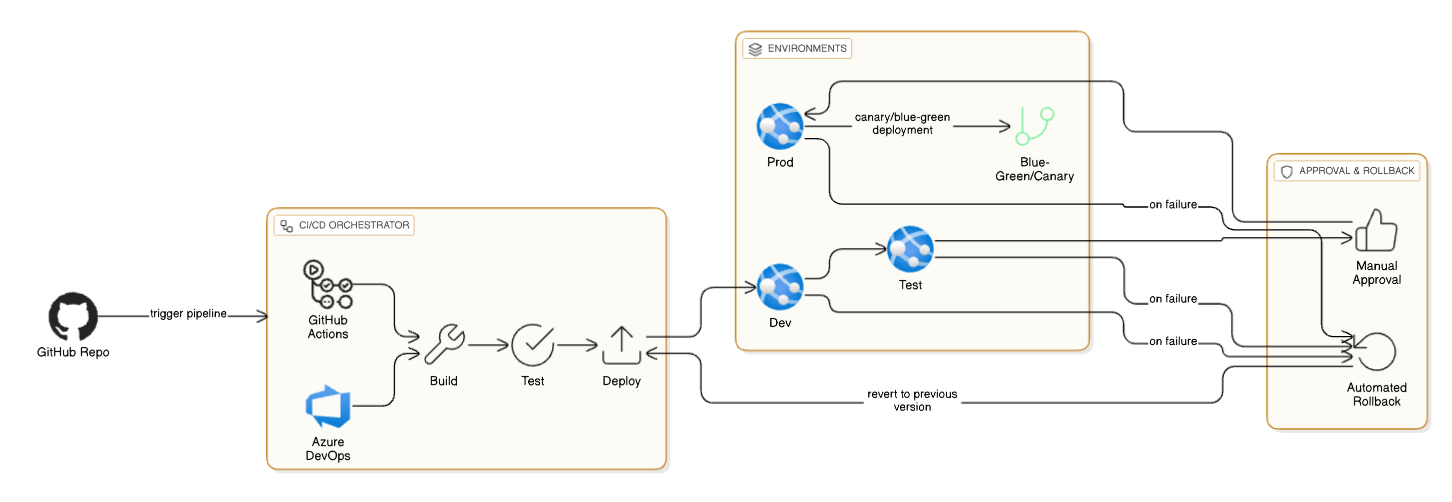 ENVIRONMENTS
canary/blue-green
deployment
Prod
Blue-
Green/Canary
APPROVAL & ROLLBACK
on failure
CI/CD ORCHESTRATOR
Manual
Approval
Test
Dev
on failure
GitHub
Actions
trigger pipeline
GitHub Repo
on failure
Build
Test
Deploy
Automated
Rollback
revert to previous
version
Azure
DevOps